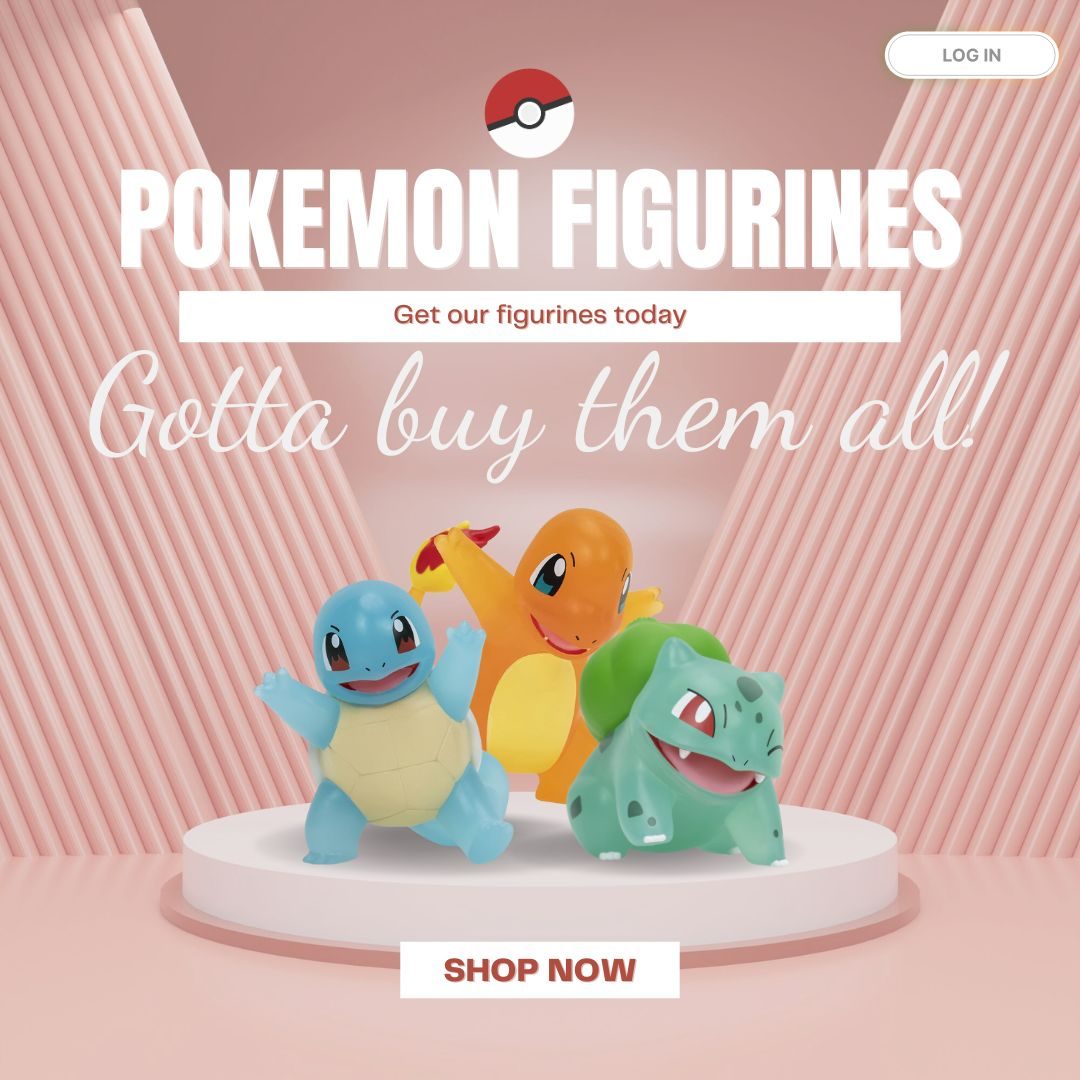 LOG IN
POKEMON FIGURINES
Get our figurines today
Gotta buy them all!
SHOP NOW